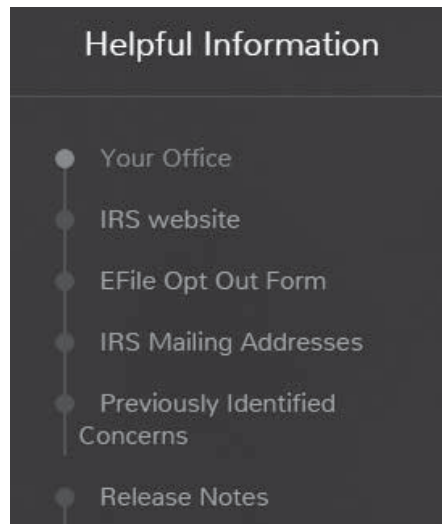 Helpful Information
Your Office
IRS website
EFile Opt Out Form
IRS Mailing Addresses
Previously Identified
Concerns
Release Notes